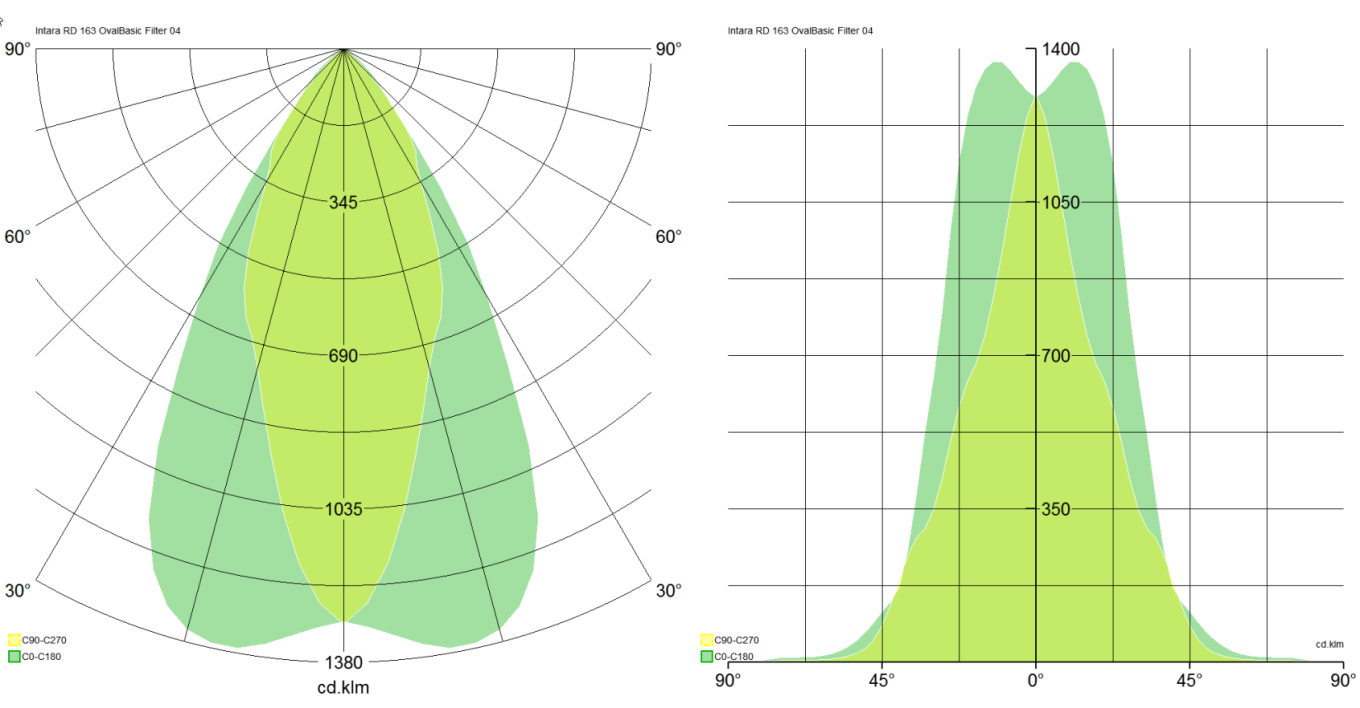 Intara RD 163 OvalBasic Filter 04
90°
90°
345
60°
60°
690
1035
30°
30°
C90-C270
C0-C180
1380
cd.klm
Intara RD 163 OvalBasic Filter 04
1400
1050
700
350
C90-C270
C0-C180
cd.klm
90°
45°
0°
45°
90°